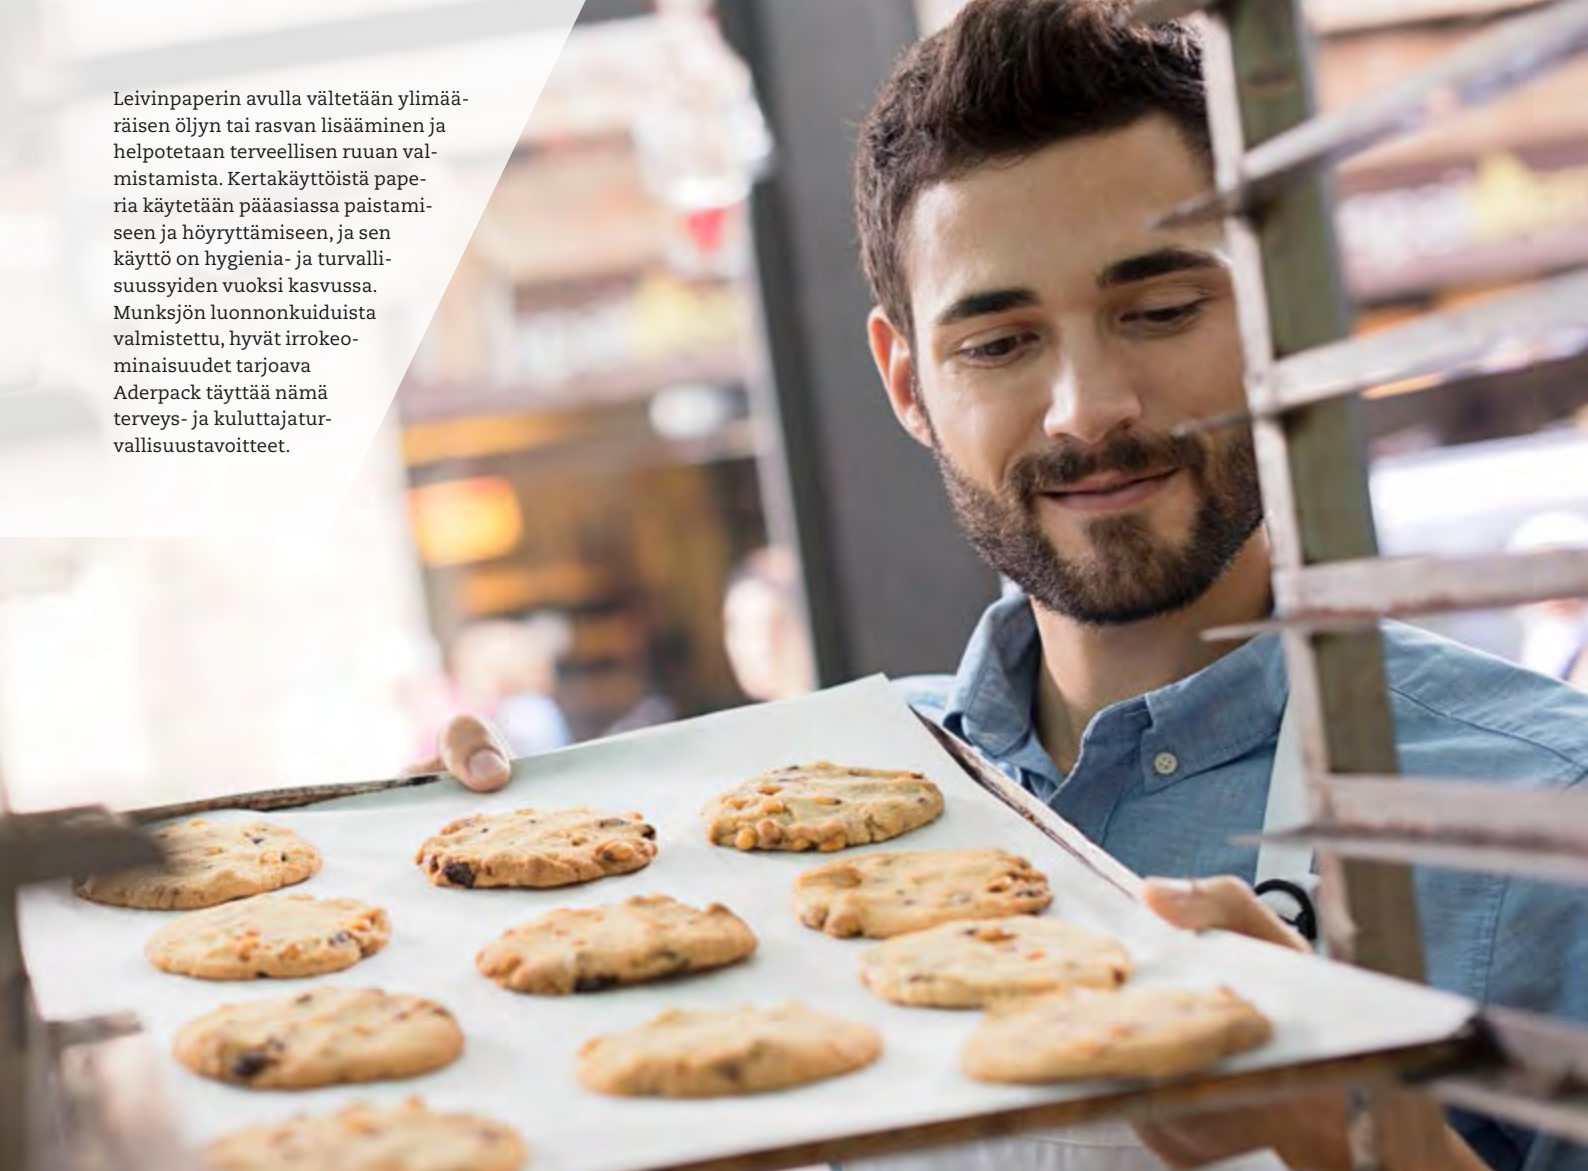 Leivinpaperin avulla vältetään ylimää-
räisen öljyn tai rasvan lisääminen ja
helpotetaan terveellisen ruuan val-
mistamista. Kertakäyttöistä pape-
ria käytetään pääasiassa paistami-
seen ja höyryttämiseen, ja sen
käyttö on hygienia- ja turvalli-
suussyiden vuoksi kasvussa.
Munksjön luonnonkuiduista
valmistettu, hyvät irrokeo-
minaisuudet tarjoava
Aderpack täyttää nämä
terveys- ja kuluttajatur-
vallisuustavoitteet.